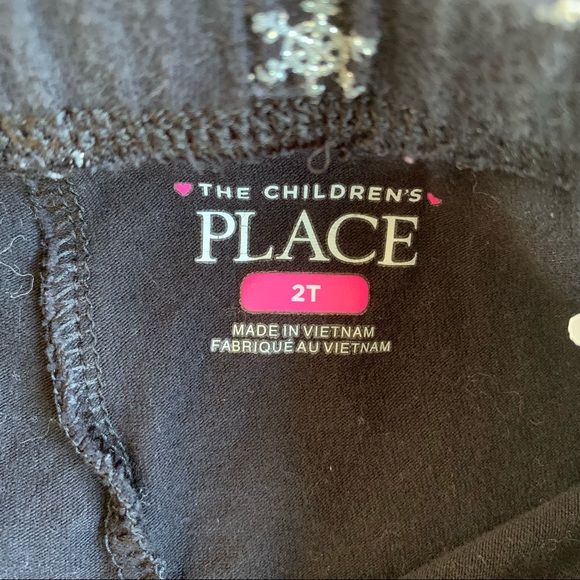 THE CHILDREN'S
PLACE
2T
MADE IN VIETNAM
FABRIQUÉ AU VIETNAM